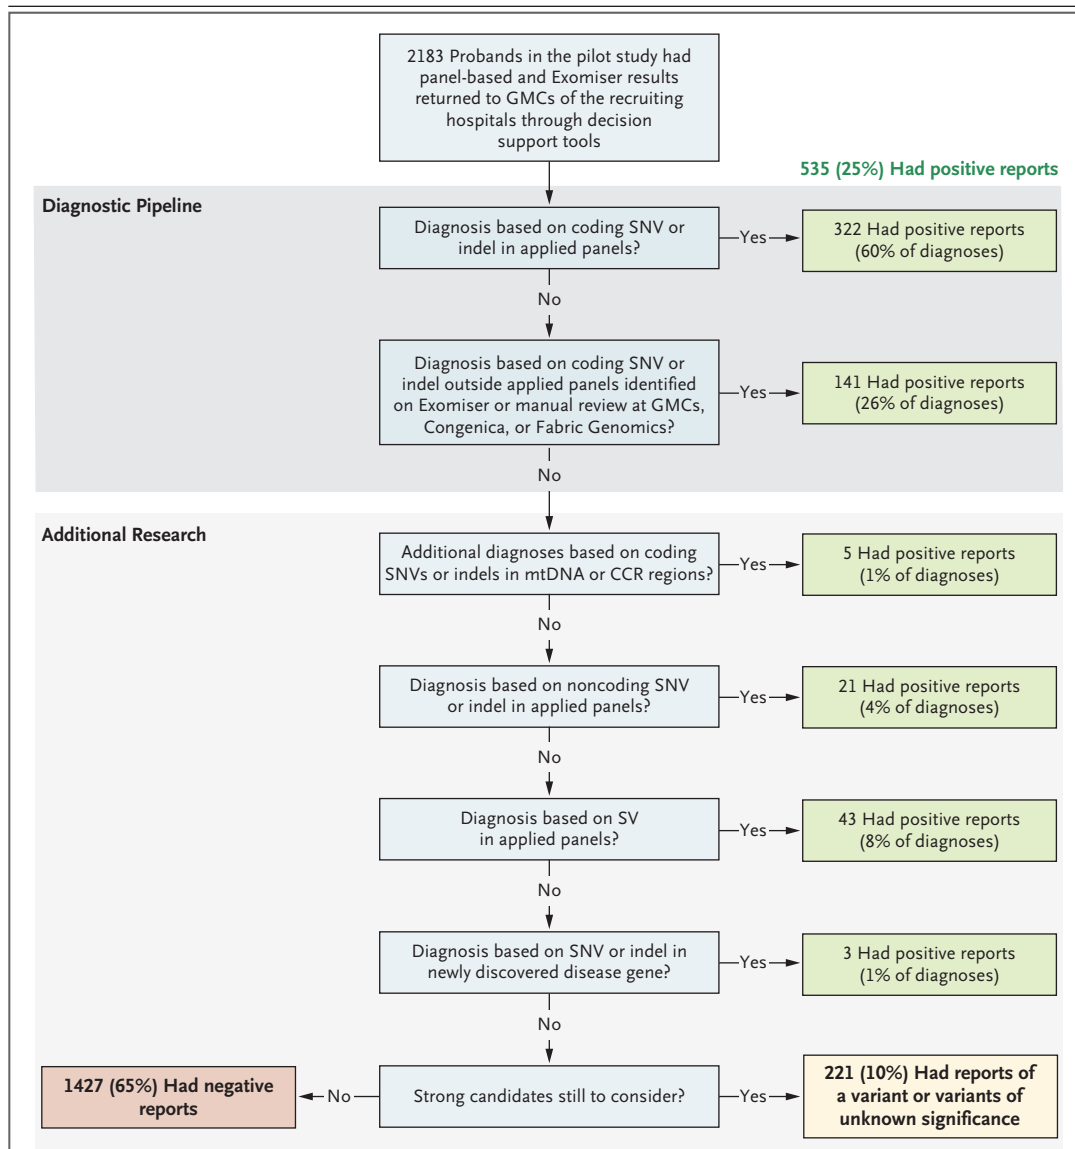 2183 Probands in the pilot study had
panel-based and Exomiser results
returned to GMCs of the recruiting
hospitals through decision
support tools
535 (25%) Had positive reports
Diagnostic Pipeline
Diagnosis based on coding SNV or
indel in applied panels?
Yes
322 Had positive reports
(60% of diagnoses)
No
Diagnosis based on coding SNV or
indel outside applied panels identified
on Exomiser or manual review at GMCs,
Congenica, or Fabric Genomics?
Yes
141 Had positive reports
(26% of diagnoses)
No
Additional Research
Additional diagnoses based on coding
SNVs or indels in mtDNA or CCR regions?
Yes
5 Had positive reports
(1% of diagnoses)
No
Diagnosis based on noncoding SNV
or indel in applied panels?
Yes
21 Had positive reports
(4% of diagnoses)
No
Diagnosis based on SV
in applied panels?
Yes
43 Had positive reports
(8% of diagnoses)
No
Diagnosis based on SNV or indel in
newly discovered disease gene?
Yes
3 Had positive reports
(1% of diagnoses)
No
1427 (65%) Had negative
reports
No
Strong candidates still to consider?
Yes
221 (10%) Had reports of
a variant or variants of
unknown significance